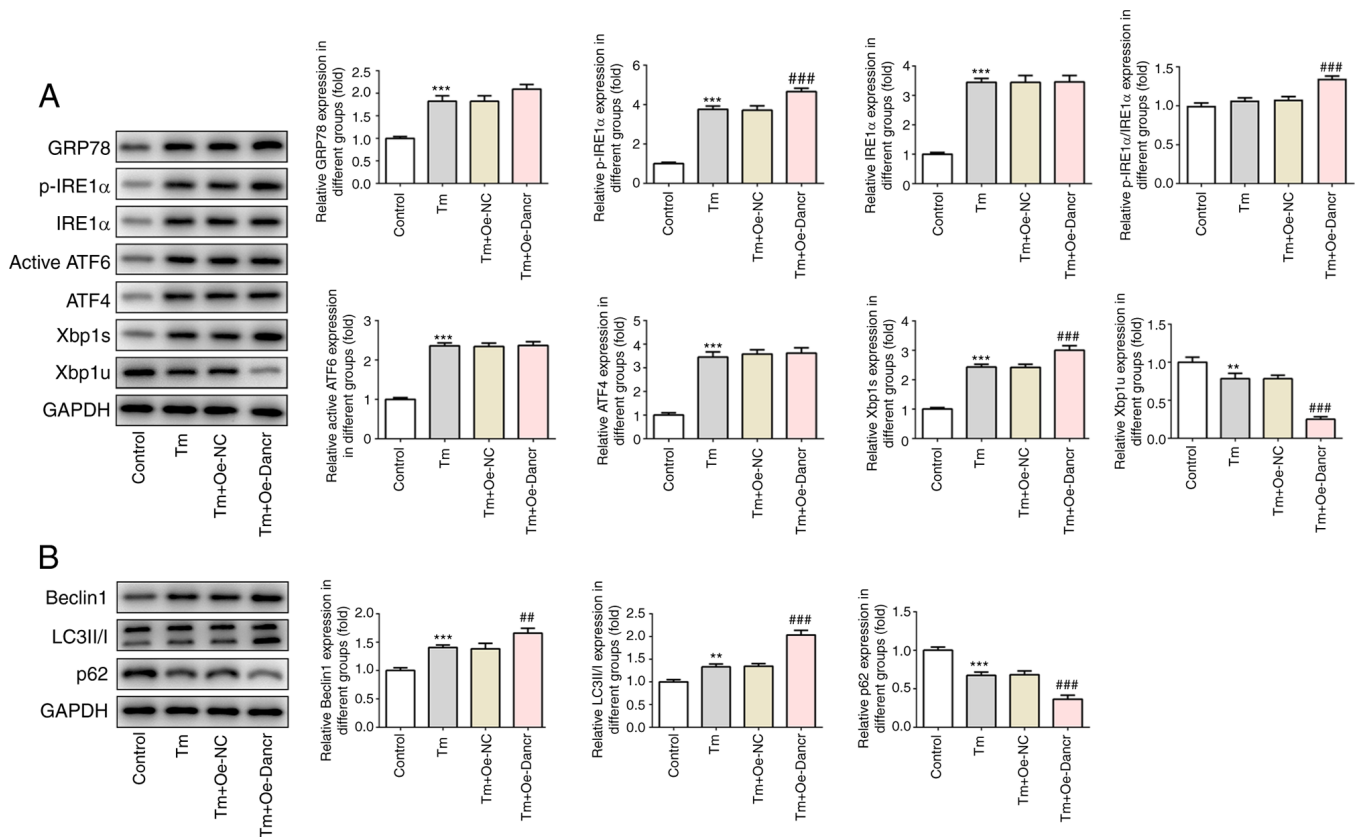 A
GRP78
p-IRE1α
IRE1α
Active ATF6
ATF4
Xbp1s
Xbp1u
GAPDH
Control
Tm
Tm+Oe-NC
Tm+Oe-Dancr
Relative GRP78 expression in
different groups (fold)
2.5
2.0
1.5
1.0
0.5
0.0
***
Control
Tm
Tm+Oe-NC
Tm+Oe-Dancr
Relative p-IRE1α expression in
different groups (fold)
6
4
2
0
***
###
Control
Tm
Tm+Oe-NC
Tm+Oe-Dancr
Relative IRE1α expression in
different groups (fold)
4
3
2
1
0
***
Control
Tm
Tm+Oe-NC
Tm+Oe-Dancr
Relative p-IRE1α/IRE1α expression in
different groups (fold)
1.5
1.0
0.5
0.0
###
Control
Tm
Tm+Oe-NC
Tm+Oe-Dancr
Relative active ATF6 expression
in different groups (fold)
3
2
1
0
***
Control
Tm
Tm+Oe-NC
Tm+Oe-Dancr
Relative ATF4 expression in
different groups (fold)
5
4
3
2
1
0
***
Control
Tm
Tm+Oe-NC
Tm+Oe-Dancr
Relative Xbp1s expression in
different groups (fold)
4
3
2
1
0
***
###
Control
Tm
Tm+Oe-NC
Tm+Oe-Dancr
Relative Xbp1u expression in
different groups (fold)
1.5
1.0
0.5
0.0
**
###
Control
Tm
Tm+Oe-NC
Tm+Oe-Dancr
B
Beclin1
LC3II/I
p62
GAPDH
Control
Tm
Tm+Oe-NC
Tm+Oe-Dancr
Relative Beclin1 expression in
different groups (fold)
2.0
1.5
1.0
0.5
0.0
***
##
Control
Tm
Tm+Oe-NC
Tm+Oe-Dancr
Relative LC3II/I expression in
different groups (fold)
2.5
2.0
1.5
1.0
0.5
0.0
**
###
Control
Tm
Tm+Oe-NC
Tm+Oe-Dancr
Relative p62 expression in
different groups (fold)
1.5
1.0
0.5
0.0
***
###
Control
Tm
Tm+Oe-NC
Tm+Oe-Dancr